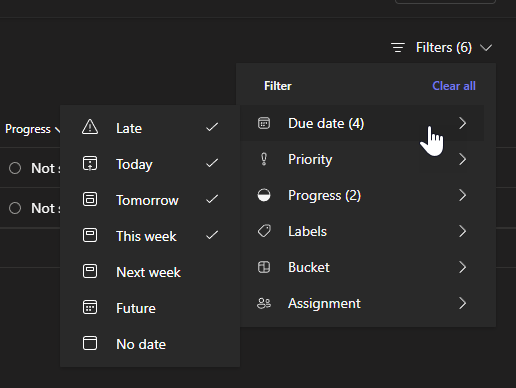 Filters (6)
Filter
Clear all
Progress
Late
Due date (4)
Not
Today
Priority
Tomorrow
Progress (2)
Not
This week
Labels
Next week
Bucket
Future
Assignment
No date